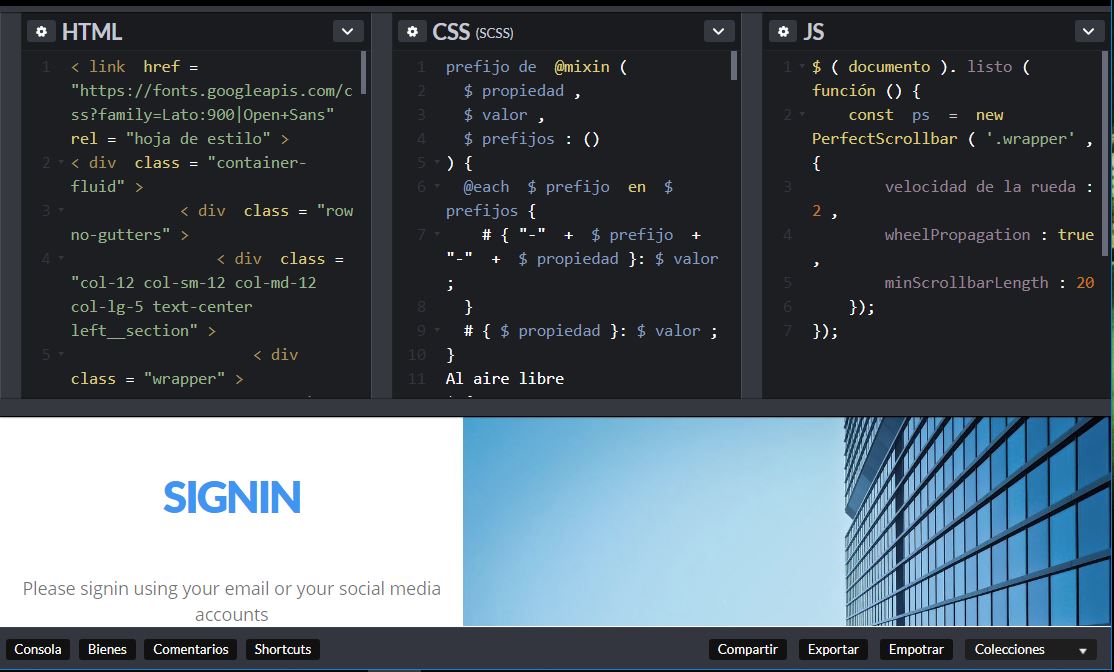 HTML
1 < link href =
"https://fonts.googleapis.com/c
ss?family=Lato:900|Open+Sans"
rel = "hoja de estilo" >
2 < div class = "container-
fluid" >
3 < div class = "row
no-gutters" >
4 < div class =
"col-12 col-sm-12 col-md-12
col-lg-5 text-center
left__section" >
5 < div
class = "wrapper" >
CSS (SCSS)
1 prefijo de @mixin (
2 $ propiedad ,
3 $ valor ,
4 $ prefijos : ()
5 ) {
6 @each $ prefijo en $
prefijos {
7 # { "-" + $ prefijo +
"-" + $ propiedad }: $ valor
;
8 }
9 # { $ propiedad }: $ valor ;
10 }
11 Al aire libre
JS
1 $ ( documento ). listo (
función () {
2 const ps = new
PerfectScrollbar ( '.wrapper' ,
{
3 velocidad de la rueda :
2 ,
4 wheelPropagation : true
,
5 minScrollbarLength : 20
6 });
7 });
SIGNIN
Please signin using your email or your social media
accounts
Consola Bienes Comentarios Shortcuts Compartir Exportar Empotrar Colecciones